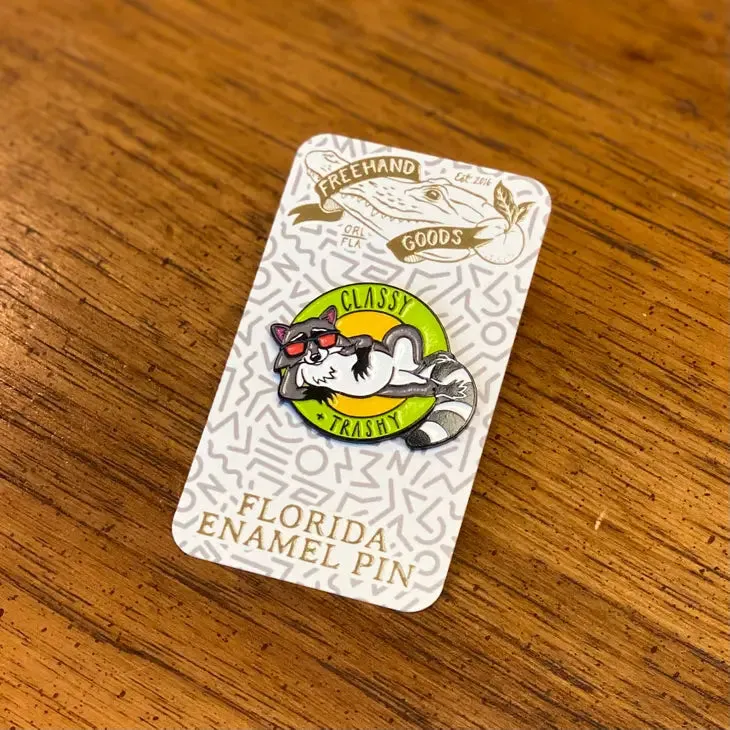 FREEHAND
Est. 2016
ORL
FLA
GOODS
CLASSY
+ TRASHY
FLORIDA
ENAMEL PIN